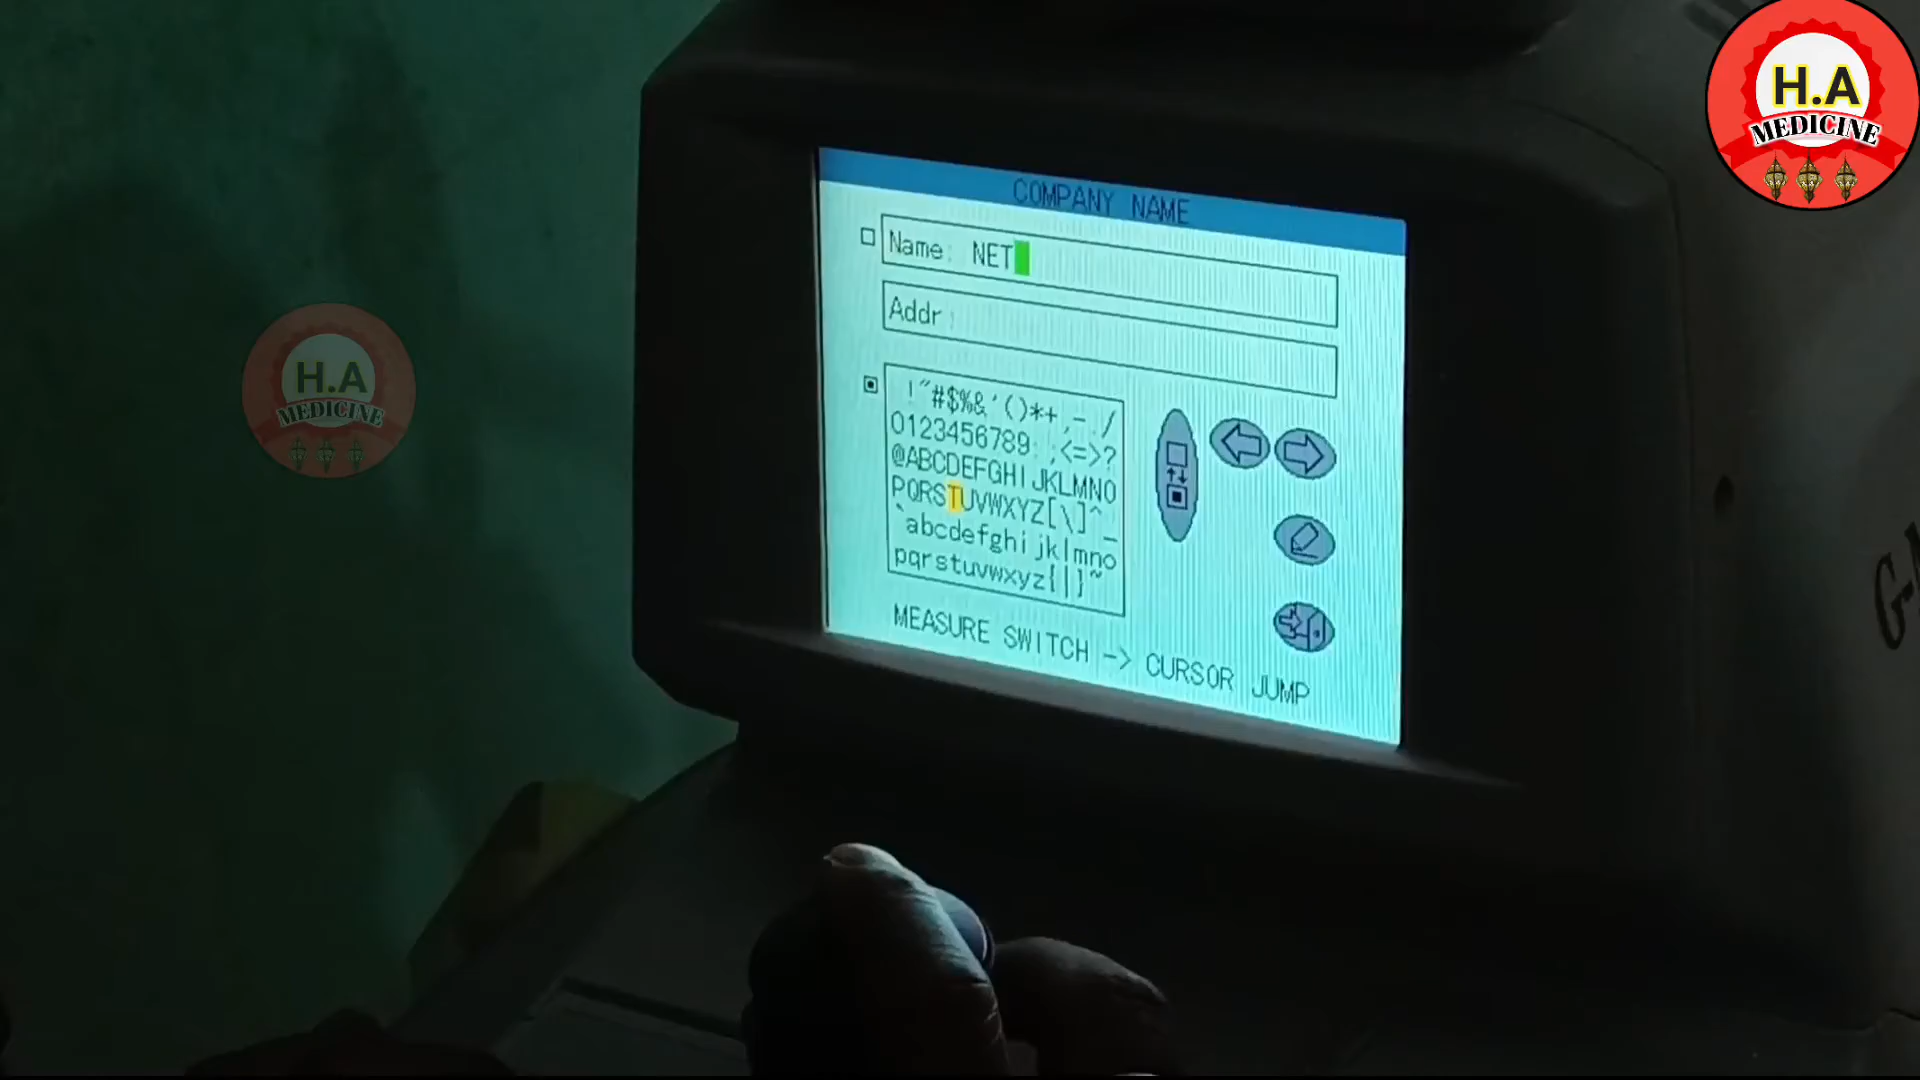 H.A
MEDICINE
COMPANY NAME
Name: NET
Addr:
H.A
MEDICINE
!"#$%&'()*+,-./
0123456789:;<=>?
@ABCDEFGHIJKLMNO
PQRSTUVWXYZ[\]^_
`abcdefghijklmno
pqrstuvwxyz{|}~
MEASURE SWITCH -> CURSOR JUMP